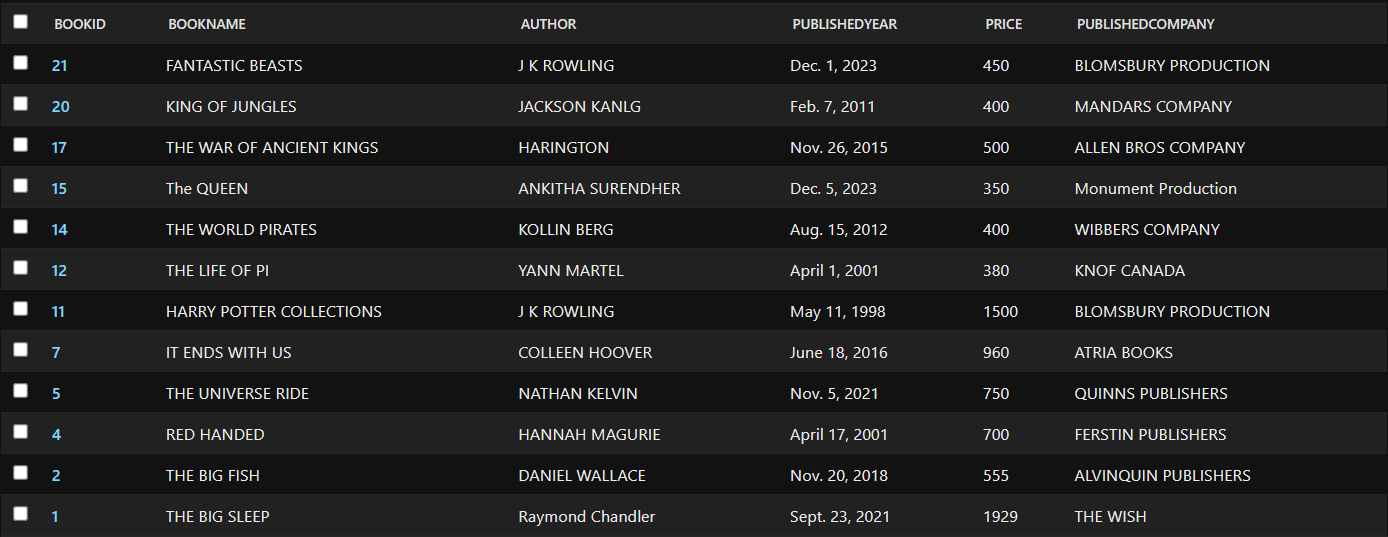 BOOKID BOOKNAME AUTHOR PUBLISHEDYEAR PRICE PUBLISHEDCOMPANY
21 FANTASTIC BEASTS J K ROWLING Dec. 1, 2023 450 BLOMSBURY PRODUCTION
20 KING OF JUNGLES JACKSON KANLG Feb. 7, 2011 400 MANDARS COMPANY
17 THE WAR OF ANCIENT KINGS HARINGTON Nov. 26, 2015 500 ALLEN BROS COMPANY
15 The QUEEN ANKITHA SURENDHER Dec. 5, 2023 350 Monument Production
14 THE WORLD PIRATES KOLLIN BERG Aug. 15, 2012 400 WIBBERS COMPANY
12 THE LIFE OF PI YANN MARTEL April 1, 2001 380 KNOF CANADA
11 HARRY POTTER COLLECTIONS J K ROWLING May 11, 1998 1500 BLOMSBURY PRODUCTION
7 IT ENDS WITH US COLLEEN HOOVER June 18, 2016 960 ATRIA BOOKS
5 THE UNIVERSE RIDE NATHAN KELVIN Nov. 5, 2021 750 QUINNS PUBLISHERS
4 RED HANDED HANNAH MAGURIE April 17, 2001 700 FERSTIN PUBLISHERS
2 THE BIG FISH DANIEL WALLACE Nov. 20, 2018 555 ALVINQUIN PUBLISHERS
1 THE BIG SLEEP Raymond Chandler Sept. 23, 2021 1929 THE WISH